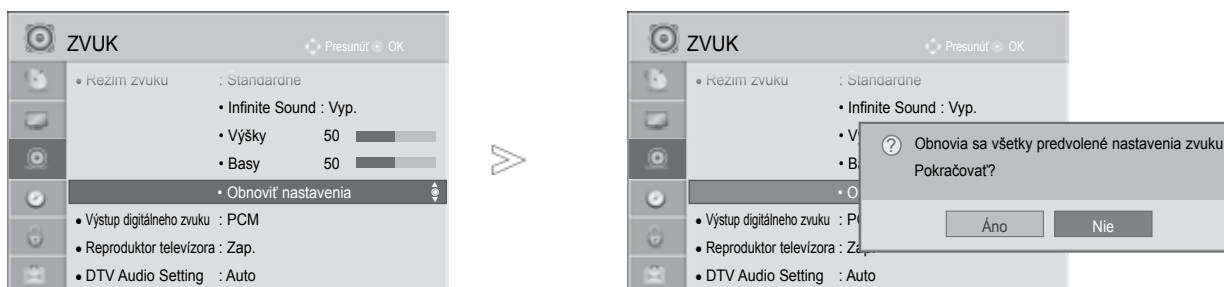 ZVUK
Presunúť OK
• Režim zvuku : Štandardné
• Infinite Sound : Vyp.
• Výšky 50
• Basy 50
• Obnoviť nastavenia
• Výstup digitálneho zvuku : PCM
• Reproduktor televízora : Zap.
• DTV Audio Setting : Auto
ZVUK
Presunúť OK
• Režim zvuku : Štandardné
• Infinite Sound : Vyp.
Obnovia sa všetky predvolené nastavenia zvuku
Pokračovať?
Áno Nie
• Výstup digitálneho zvuku
• Reproduktor televízora
• DTV Audio Setting : Auto